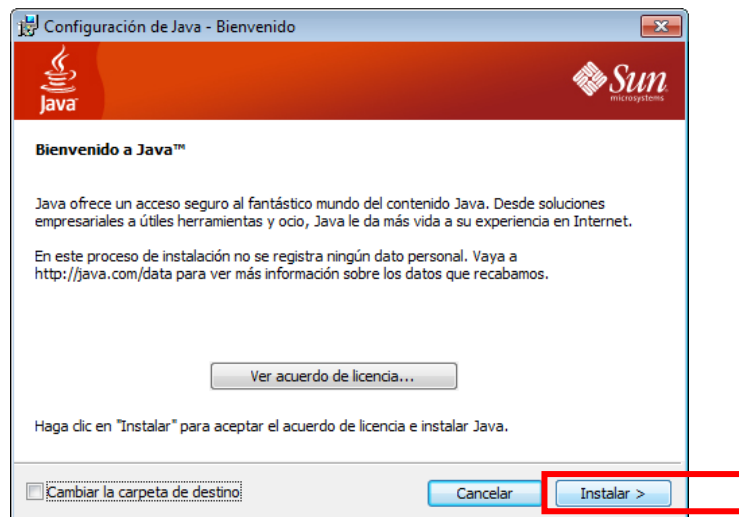 Configuración de Java - Bienvenido
Java™
Sun
microsystems
Bienvenido a Java™
Java ofrece un acceso seguro al fantástico mundo del contenido Java. Desde soluciones
empresariales a útiles herramientas y ocio, Java le da más vida a su experiencia en Internet.
En este proceso de instalación no se registra ningún dato personal. Vaya a
http://java.com/data para ver más información sobre los datos que recabamos.
Ver acuerdo de licencia...
Haga clic en "Instalar" para aceptar el acuerdo de licencia e instalar Java.
Cambiar la carpeta de destino
Cancelar
Instalar >